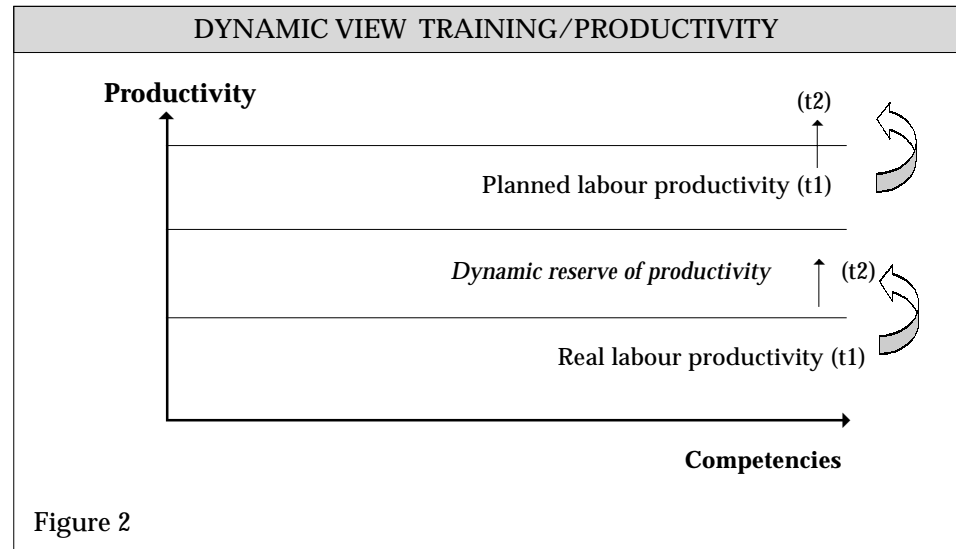 DYNAMIC VIEW TRAINING/PRODUCTIVITY
Productivity
(t2)
Planned labour productivity (t1)
Dynamic reserve of productivity
(t2)
Real labour productivity (t1)
Competencies
Figure 2